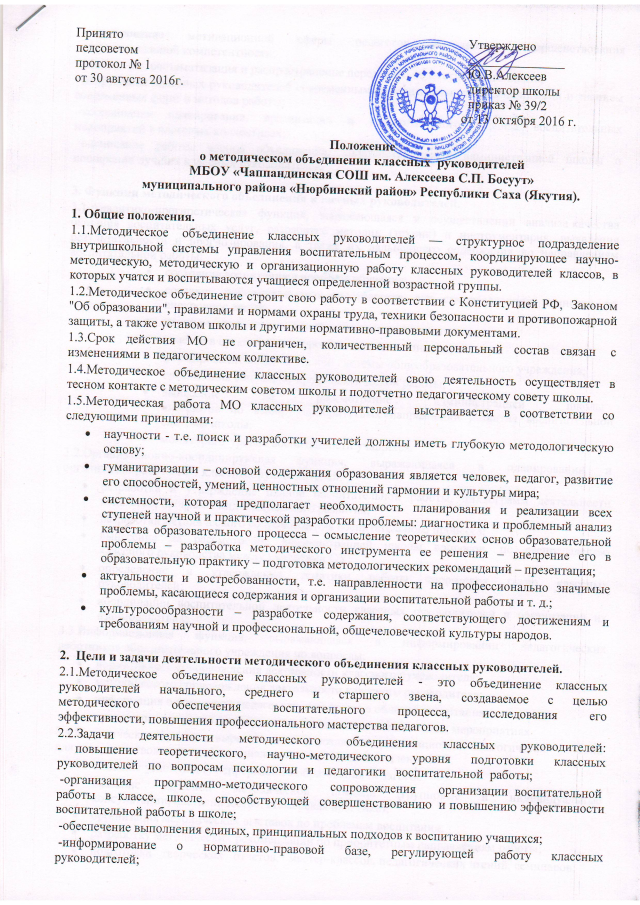 Принято
педсоветом
протокол № 1
от 30 августа 2016г.
Утверждено
Ю.В.Алексеев
директор школы
приказ № 39/2
от 13 октября 2016 г.
Положение
о методическом объединении классных руководителей
МБОУ «Чаппандинская СОШ им. Алексеева С.П. Босуут»
муниципального района «Нюрбинский район» Республики Саха (Якутия).
1. Общие положения.
1.1.Методическое объединение классных руководителей — структурное подразделение
внутришкольной системы управления воспитательным процессом, координирующее научно-
методическую, методическую и организационную работу классных руководителей классов, в
которых учатся и воспитываются учащиеся определенной возрастной группы.
1.2.Методическое объединение строит свою работу в соответствии с Конституцией РФ, Законом
"Об образовании", правилами и нормами охраны труда, техники безопасности и противопожарной
защиты, а также уставом школы и другими нормативно-правовыми документами.
1.3.Срок действия МО не ограничен, количественный персональный состав связан с
изменениями в педагогическом коллективе.
1.4.Методическое объединение классных руководителей свою деятельность осуществляет в
тесном контакте с методическим советом школы и подотчетно педагогическому совету школы.
1.5.Методическая работа МО классных руководителей выстраивается в соответствии со
следующими принципами:
• научности - т.е. поиск и разработки учителей должны иметь глубокую методологическую
основу;
• гуманитаризации – основой содержания образования является человек, педагог, развитие
его способностей, умений, ценностных отношений гармонии и культуры мира;
• системности, которая предполагает необходимость планирования и реализации всех
ступеней научной и практической разработки проблемы: диагностика и проблемный анализ
качества образовательного процесса – осмысление теоретических основ образовательной
проблемы – разработка методического инструмента ее решения – внедрение его в
образовательную практику – подготовка методологических рекомендаций – презентация;
• актуальности и востребованности, т.е. направленности на профессионально значимые
проблемы, касающиеся содержания и организации воспитательной работы и т. д.;
• культуросообразности – разработке содержания, соответствующего достижениям и
требованиям научной и профессиональной, общечеловеческой культуры народов.
2. Цели и задачи деятельности методического объединения классных руководителей.
2.1.Методическое объединение классных руководителей - это объединение классных
руководителей начального, среднего и старшего звена, создаваемое с целью
методического обеспечения воспитательного процесса, исследования его
эффективности, повышения профессионального мастерства педагогов.
2.2.Задачи деятельности методического объединения классных руководителей:
- повышение теоретического, научно-методического уровня подготовки классных
руководителей по вопросам психологии и педагогики воспитательной работы;
-организация программно-методического сопровождения организации воспитательной
работы в классе, школе, способствующей совершенствованию и повышению эффективности
воспитательной работы в школе;
-обеспечение выполнения единых, принципиальных подходов к воспитанию учащихся;
-информирование о нормативно-правовой базе, регулирующей работу классных
руководителей;